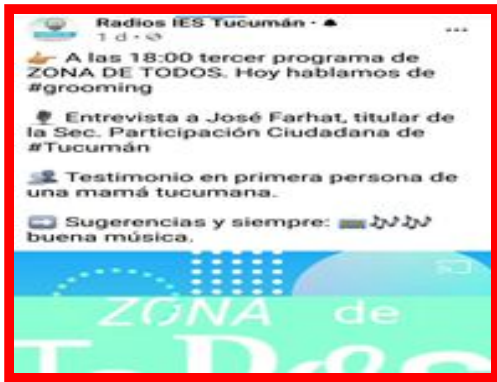 Radios IES Tucumán ·
1 d ·
A las 18:00 tercer programa de
ZONA DE TODOS. Hoy hablamos de
#grooming
Entrevista a José Farhat, titular de
la Sec. Participación Ciudadana de
#Tucumán
Testimonio en primera persona de
una mamá tucumana.
Sugerencias y siempre:
buena música.
ZONA de